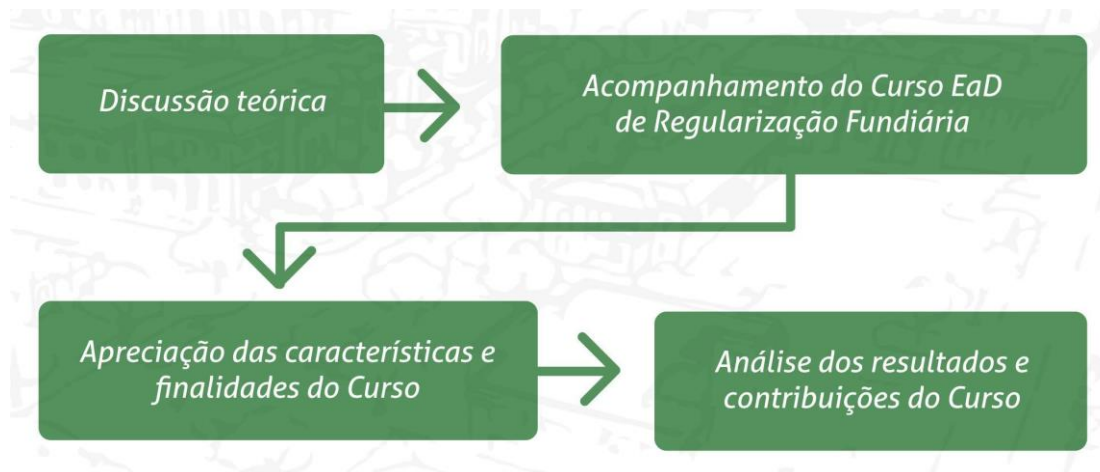 Discussão teórica
Acompanhamento do Curso EaD
de Regularização Fundiária
Apreciação das características e
finalidades do Curso
Análise dos resultados e
contribuições do Curso